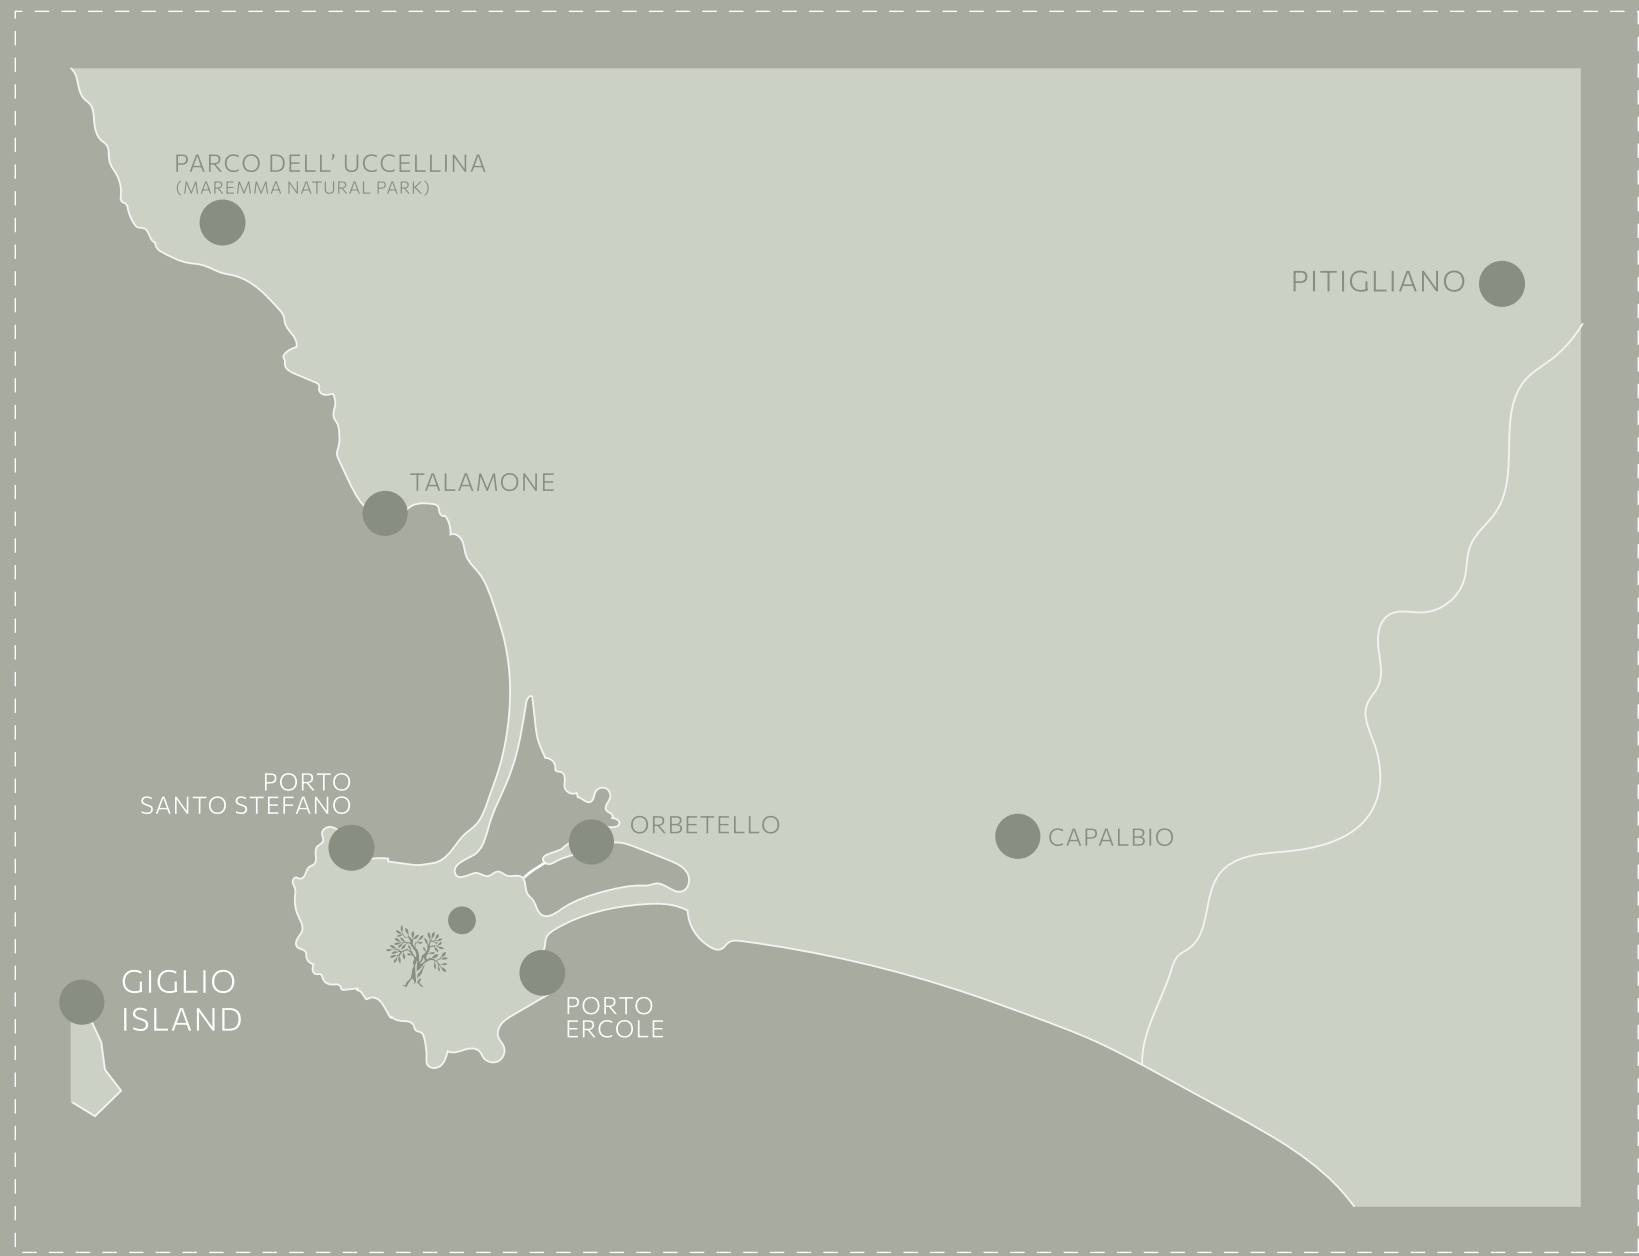 PARCO DELL’ UCCELLINA
(MAREMMA NATURAL PARK)
PITIGLIANO
TALAMONE
PORTO
SANTO STEFANO
ORBETELLO
CAPALBIO
GIGLIO
ISLAND
PORTO
ERCOLE